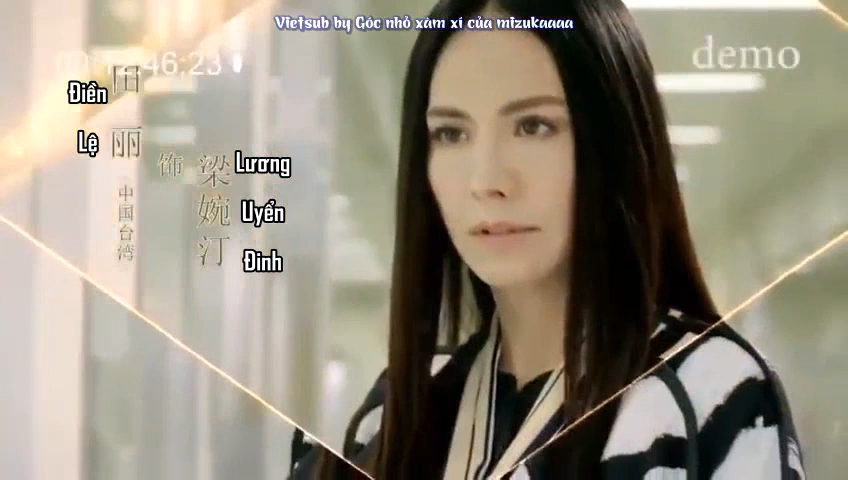 Vietsub by Góc nhỏ xàm xí của mizukaaaa
demo
46:23
田丽
Điền
Lệ
饰
中国台湾
梁婉汀
Lương
Uyển
Đinh